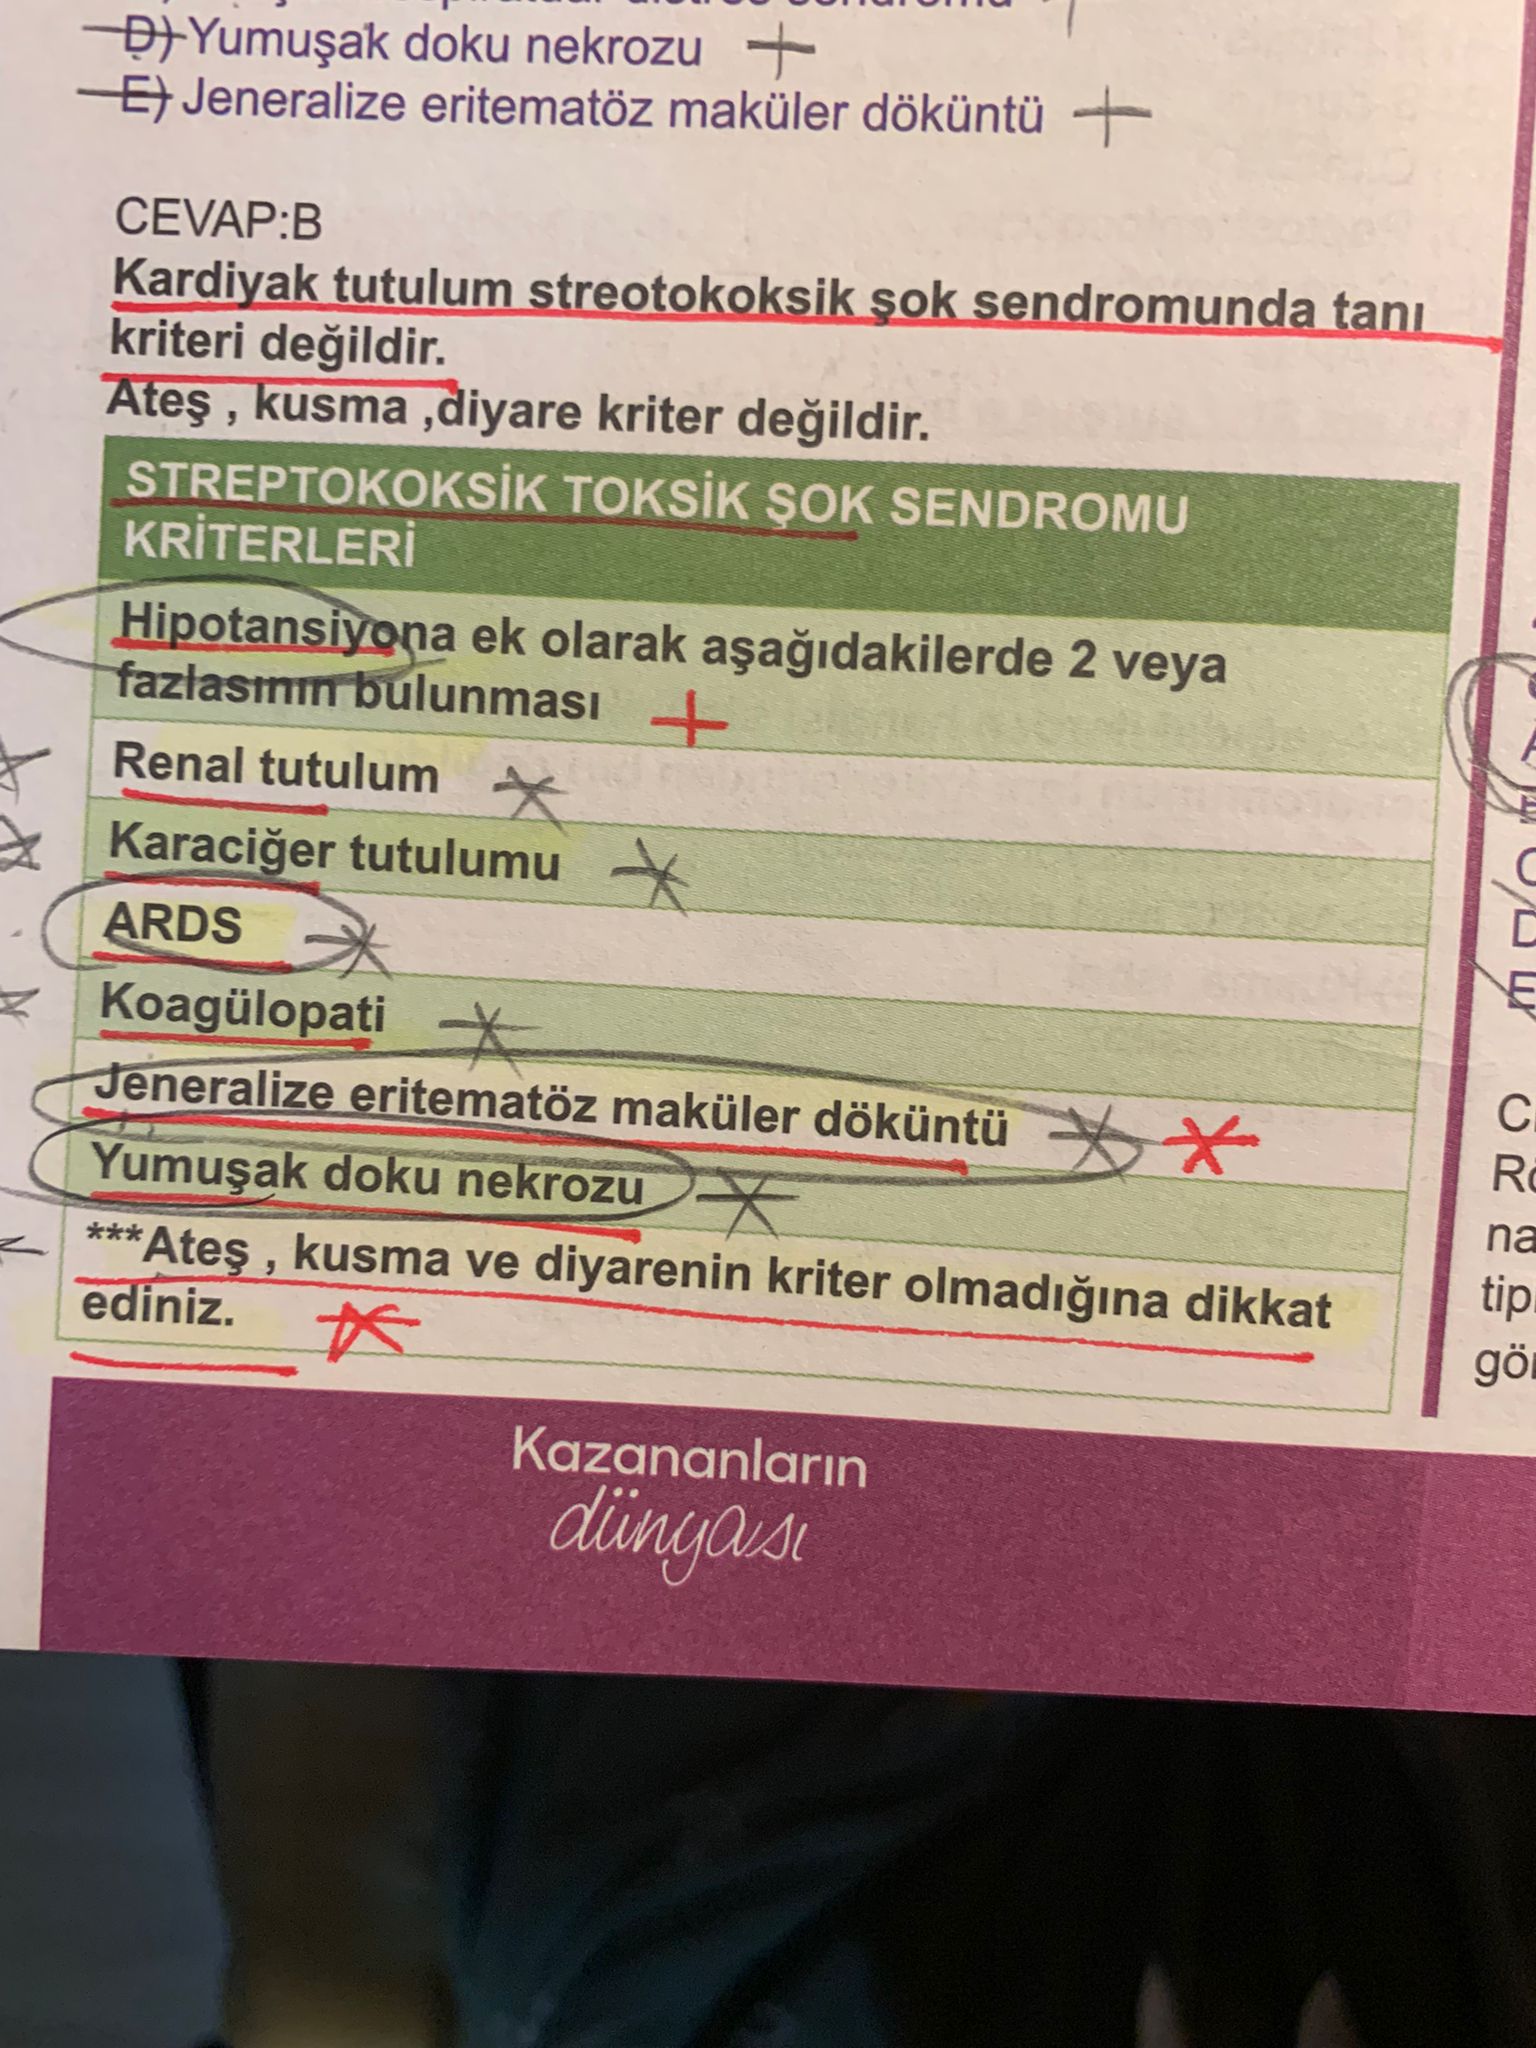 D) Yumuşak doku nekrozu
E) Jeneralize eritematöz maküler döküntü
CEVAP:B
Kardiyak tutulum streotokoksik şok sendromunda tanı
kriteri değildir.
Ateş , kusma ,diyare kriter değildir.
STREPTOKOKSİK TOKSİK ŞOK SENDROMU
KRİTERLERİ
Hipotansiyona ek olarak aşağıdakilerde 2 veya
fazlasının bulunması
Renal tutulum
Karaciğer tutulumu
ARDS
Koagülopati
Jeneralize eritematöz maküler döküntü
Yumuşak doku nekrozu
***Ateş , kusma ve diyarenin kriter olmadığına dikkat
ediniz.
Kazananların
dünyası